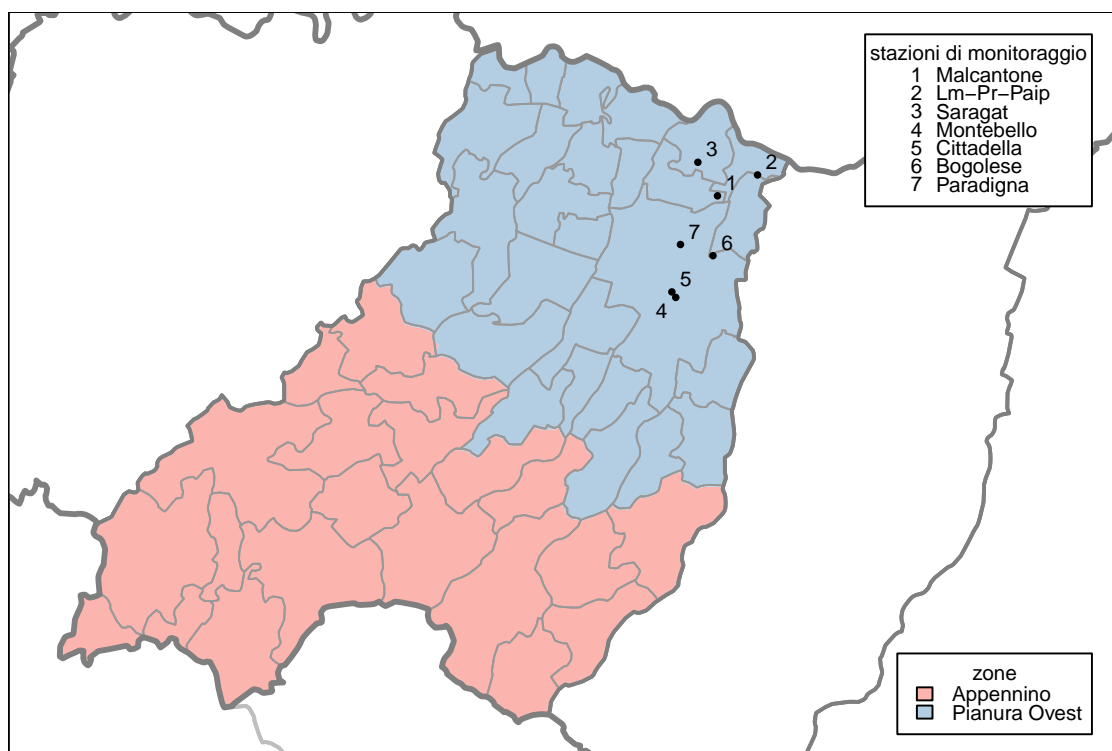 stazioni di monitoraggio
1 Malcantone
2 Lm−Pr−Paip
3 Saragat
4 Montebello
5 Cittadella
6 Bogolese
7 Paradigna
3
2
1
7
6
5
4
zone
Appennino
Pianura Ovest